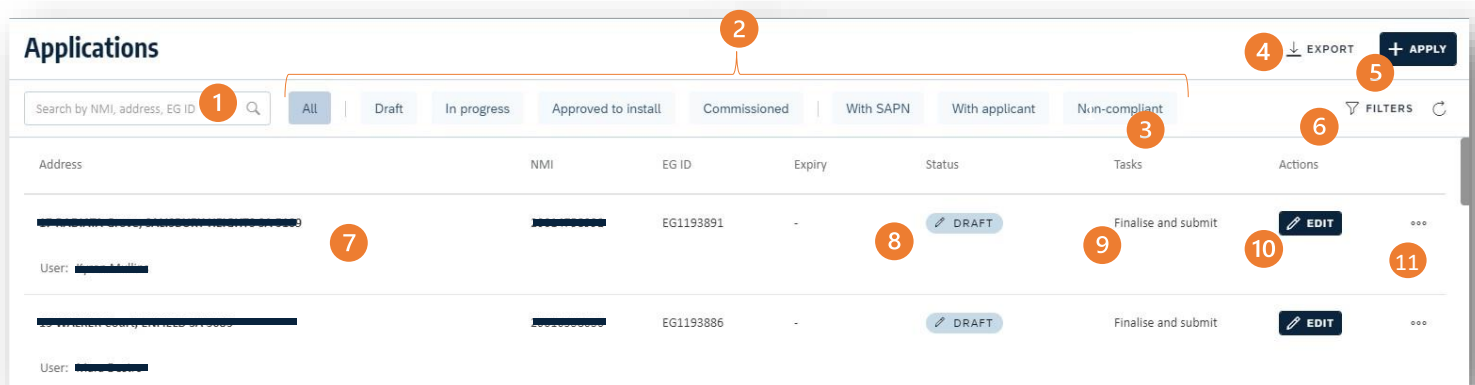 2
Applications
4
EXPORT
+ APPLY
5
Search by NMI, address, EG ID
1
All
Draft
In progress
Approved to install
Commissioned
With SAPN
With applicant
Non-compliant
3
6
FILTERS
Address
NMI
EG ID
Expiry
Status
Tasks
Actions
EG1193891
-
DRAFT
Finalise and submit
EDIT
7
8
9
10
11
User:
EG1193886
-
DRAFT
Finalise and submit
EDIT
User: